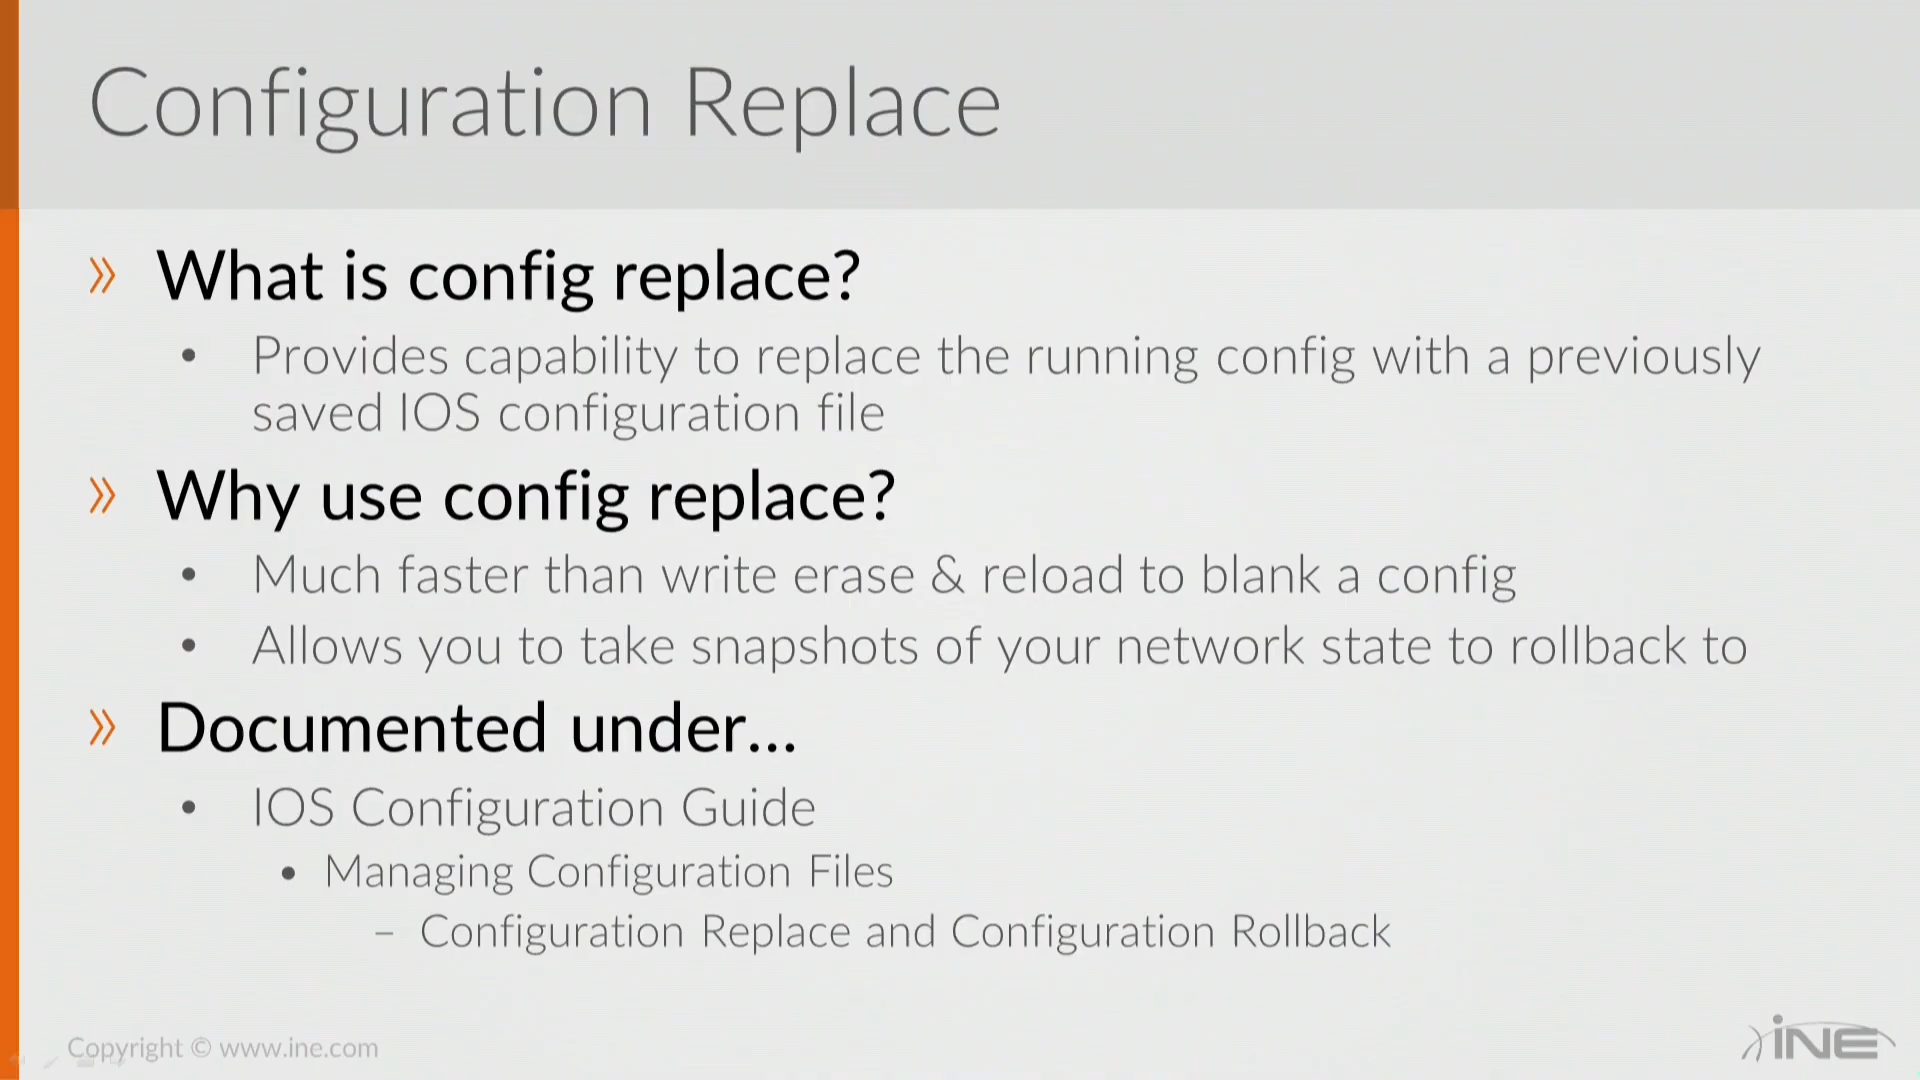 Configuration Replace
» What is config replace?
• Provides capability to replace the running config with a previously
saved IOS configuration file
» Why use config replace?
• Much faster than write erase & reload to blank a config
• Allows you to take snapshots of your network state to rollback to
» Documented under…
• IOS Configuration Guide
• Managing Configuration Files
– Configuration Replace and Configuration Rollback
Copyright © www.ine.com
iNE